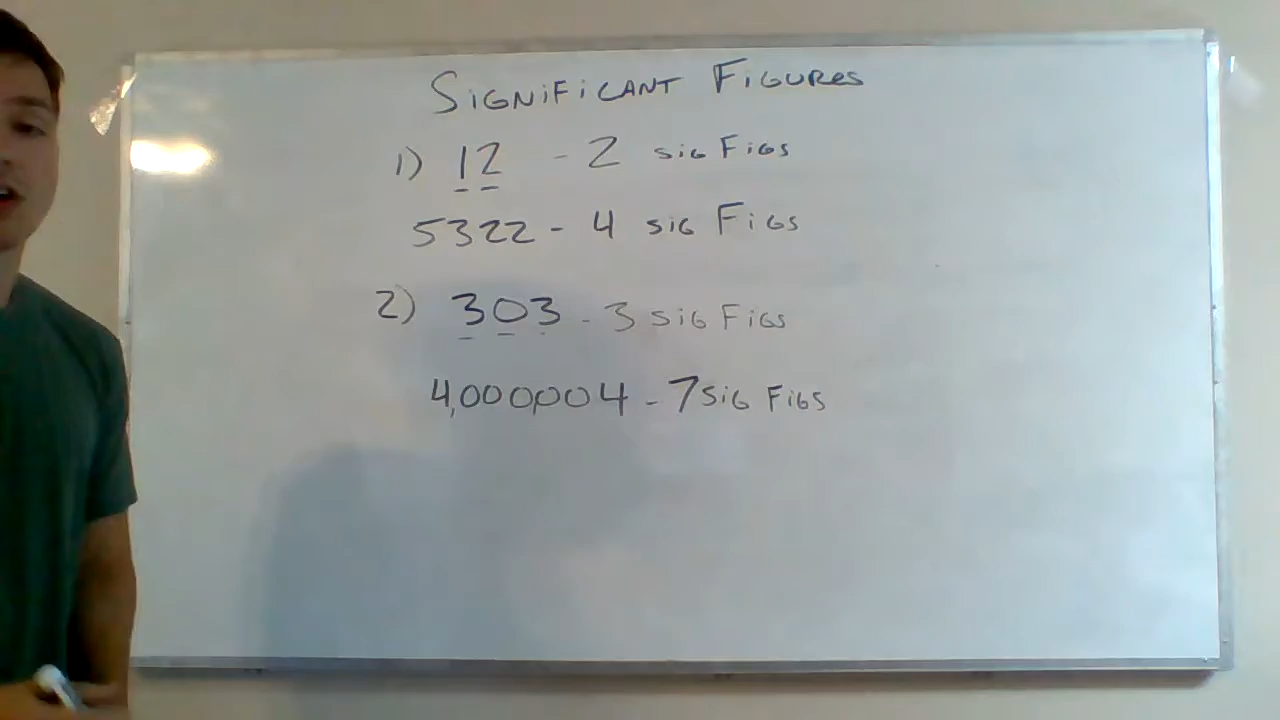 SIGNIFICANT FIGURES
1) 12 - 2 SIG FIGS
5322 - 4 SIG FIGS
2) 303 - 3 SIG FIGS
4,000,004 - 7 SIG FIGS